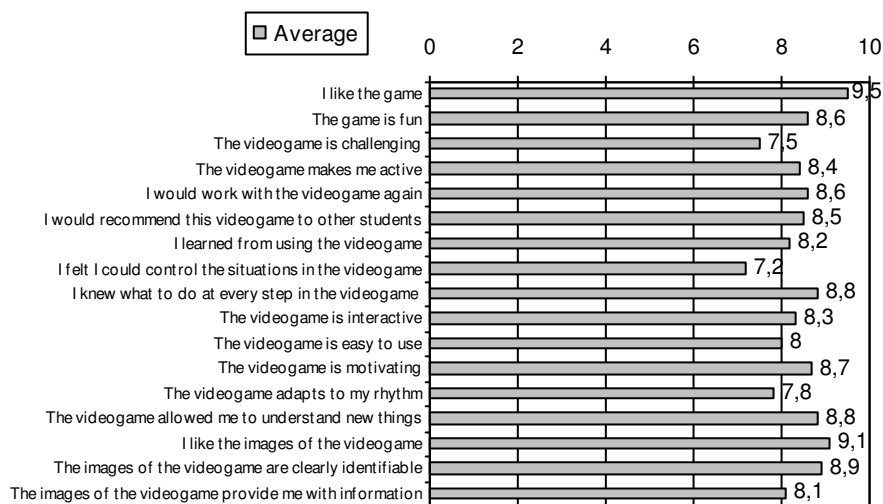 Average
0 2 4 6 8 10
I like the game 9,5
The game is fun 8,6
The videogame is challenging 7,5
The videogame makes me active 8,4
I would work with the videogame again 8,6
I would recommend this videogame to other students 8,5
I learned from using the videogame 8,2
I felt I could control the situations in the videogame 7,2
I knew what to do at every step in the videogame 8,8
The videogame is interactive 8,3
The videogame is easy to use 8
The videogame is motivating 8,7
The videogame adapts to my rhythm 7,8
The videogame allowed me to understand new things 8,8
I like the images of the videogame 9,1
The images of the videogame are clearly identifiable 8,9
The images of the videogame provide me with information 8,1